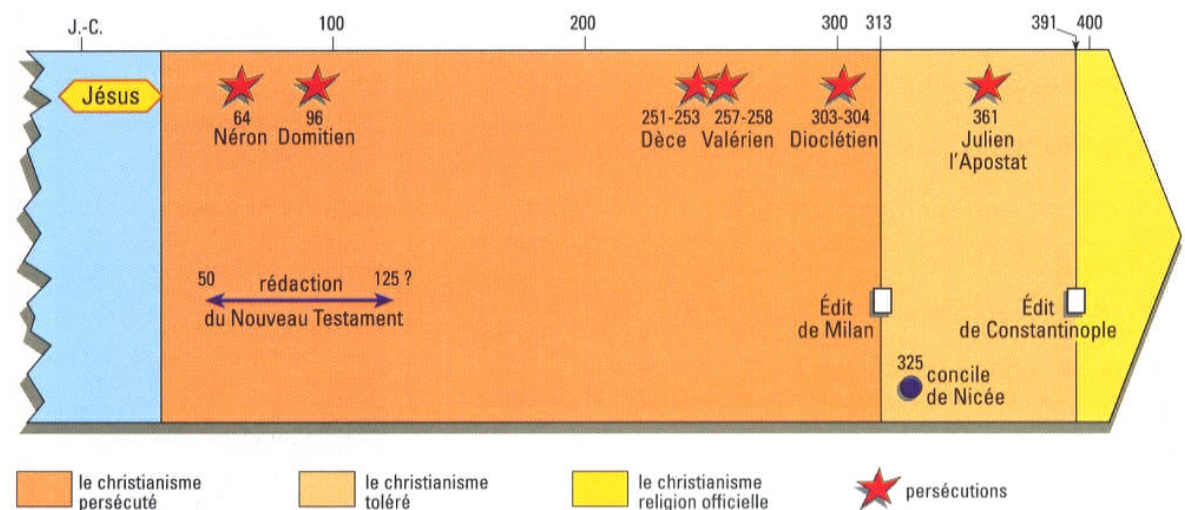 J.-C. 100 200 300 313 391 400
Jésus
64
Néron
96
Domitien
251-253
Dèce
257-258
Valérien
303-304
Dioclétien
361
Julien
l'Apostat
50 rédaction 125 ?
du Nouveau Testament
Édit
de Milan
Édit
de Constantinople
325 concile
de Nicée
le christianisme
persécuté
le christianisme
toléré
le christianisme
religion officielle
persécutions